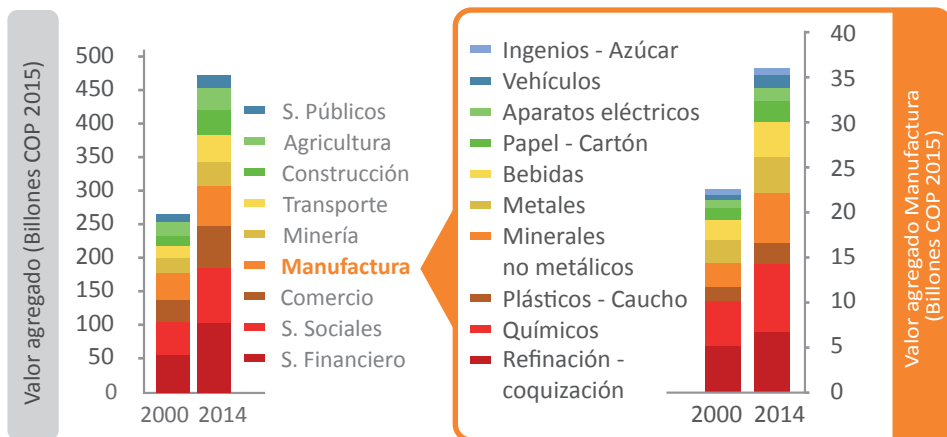 Valor agregado (Billones COP 2015)
500
450
400
350
300
250
200
150
100
50
0
2000 2014
S. Públicos
Agricultura
Construcción
Transporte
Minería
Manufactura
Comercio
S. Sociales
S. Financiero
Ingenios - Azúcar
Vehículos
Aparatos eléctricos
Papel - Cartón
Bebidas
Metales
Minerales
no metálicos
Plásticos - Caucho
Químicos
Refinación -
coquización
2000 2014
40
35
30
25
20
15
10
5
0
Valor agregado Manufactura
(Billones COP 2015)